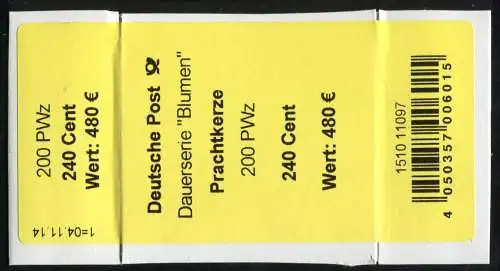 200 PWz
240 Cent
Wert: 480 €
1=04.11.14
Deutsche Post
Dauerserie "Blumen"
Prachtkerze
200 PWz
240 Cent
Wert: 480 €
1510 11097
4 050357 006015